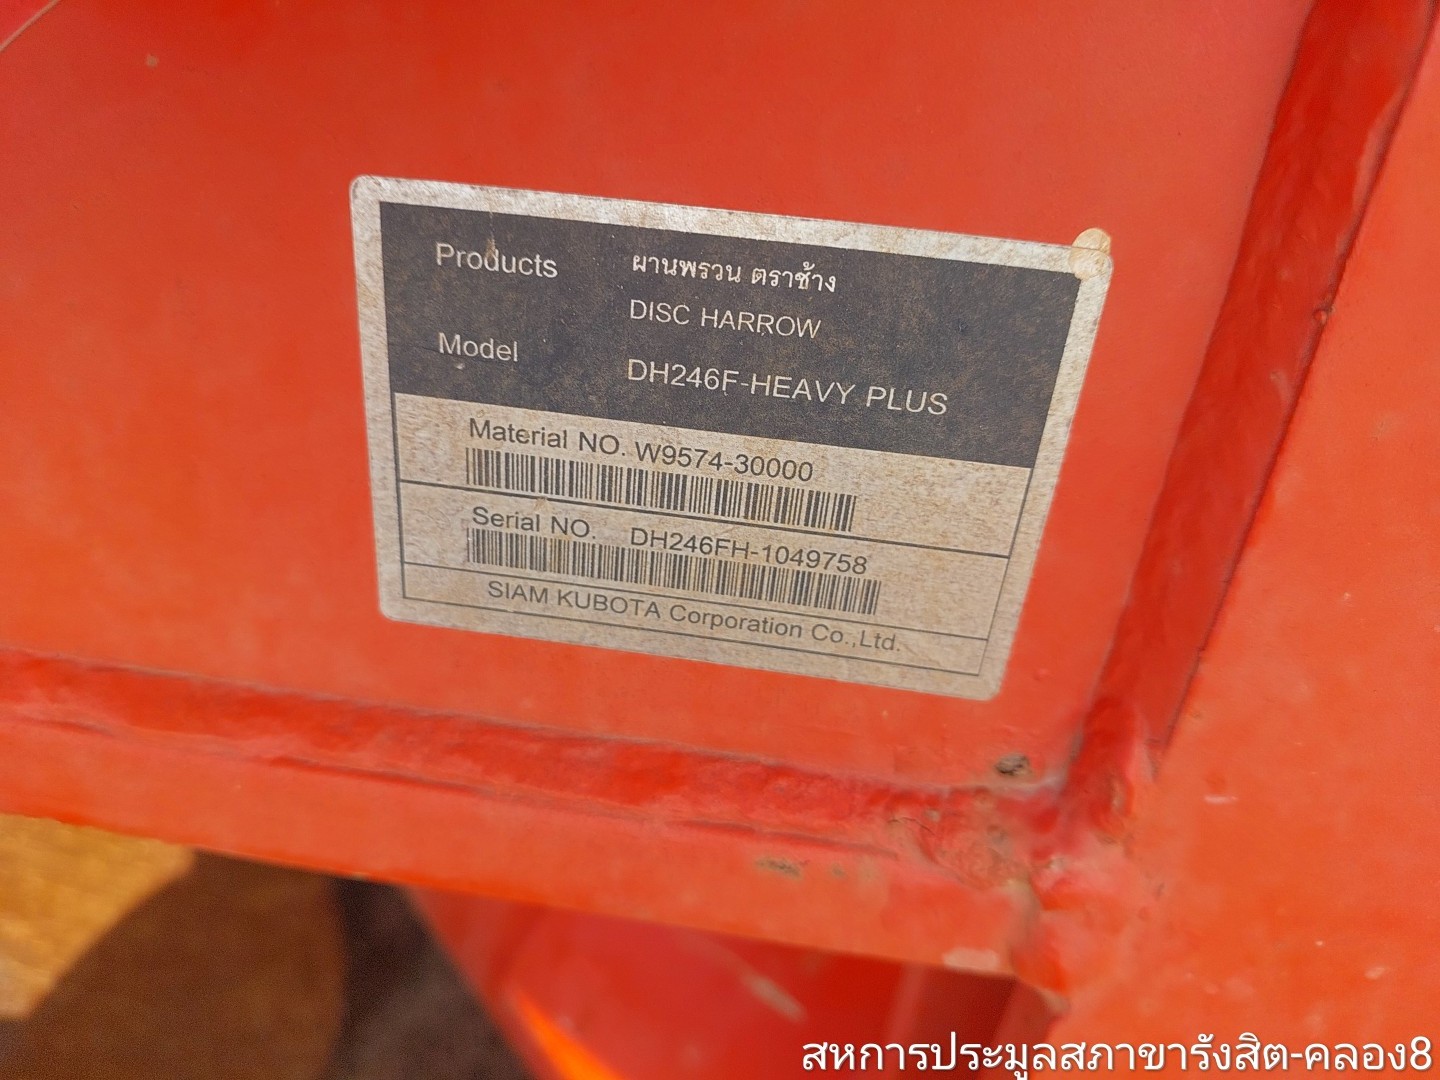 Products ผานพรวน ตราช้าง
DISC HARROW
Model DH246F-HEAVY PLUS
Material NO. W9574-30000
Serial NO. DH246FH-1049758
SIAM KUBOTA Corporation Co.,Ltd.
สหการประมูลสภาขารังสิต-คลอง8